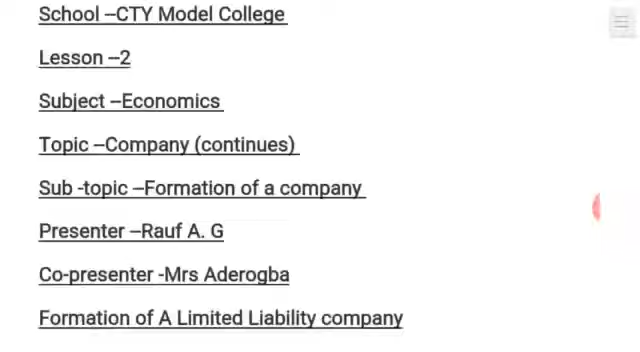 School –CTY Model College
Lesson –2
Subject –Economics
Topic –Company (continues)
Sub -topic –Formation of a company
Presenter –Rauf A. G
Co-presenter -Mrs Aderogba
Formation of A Limited Liability company